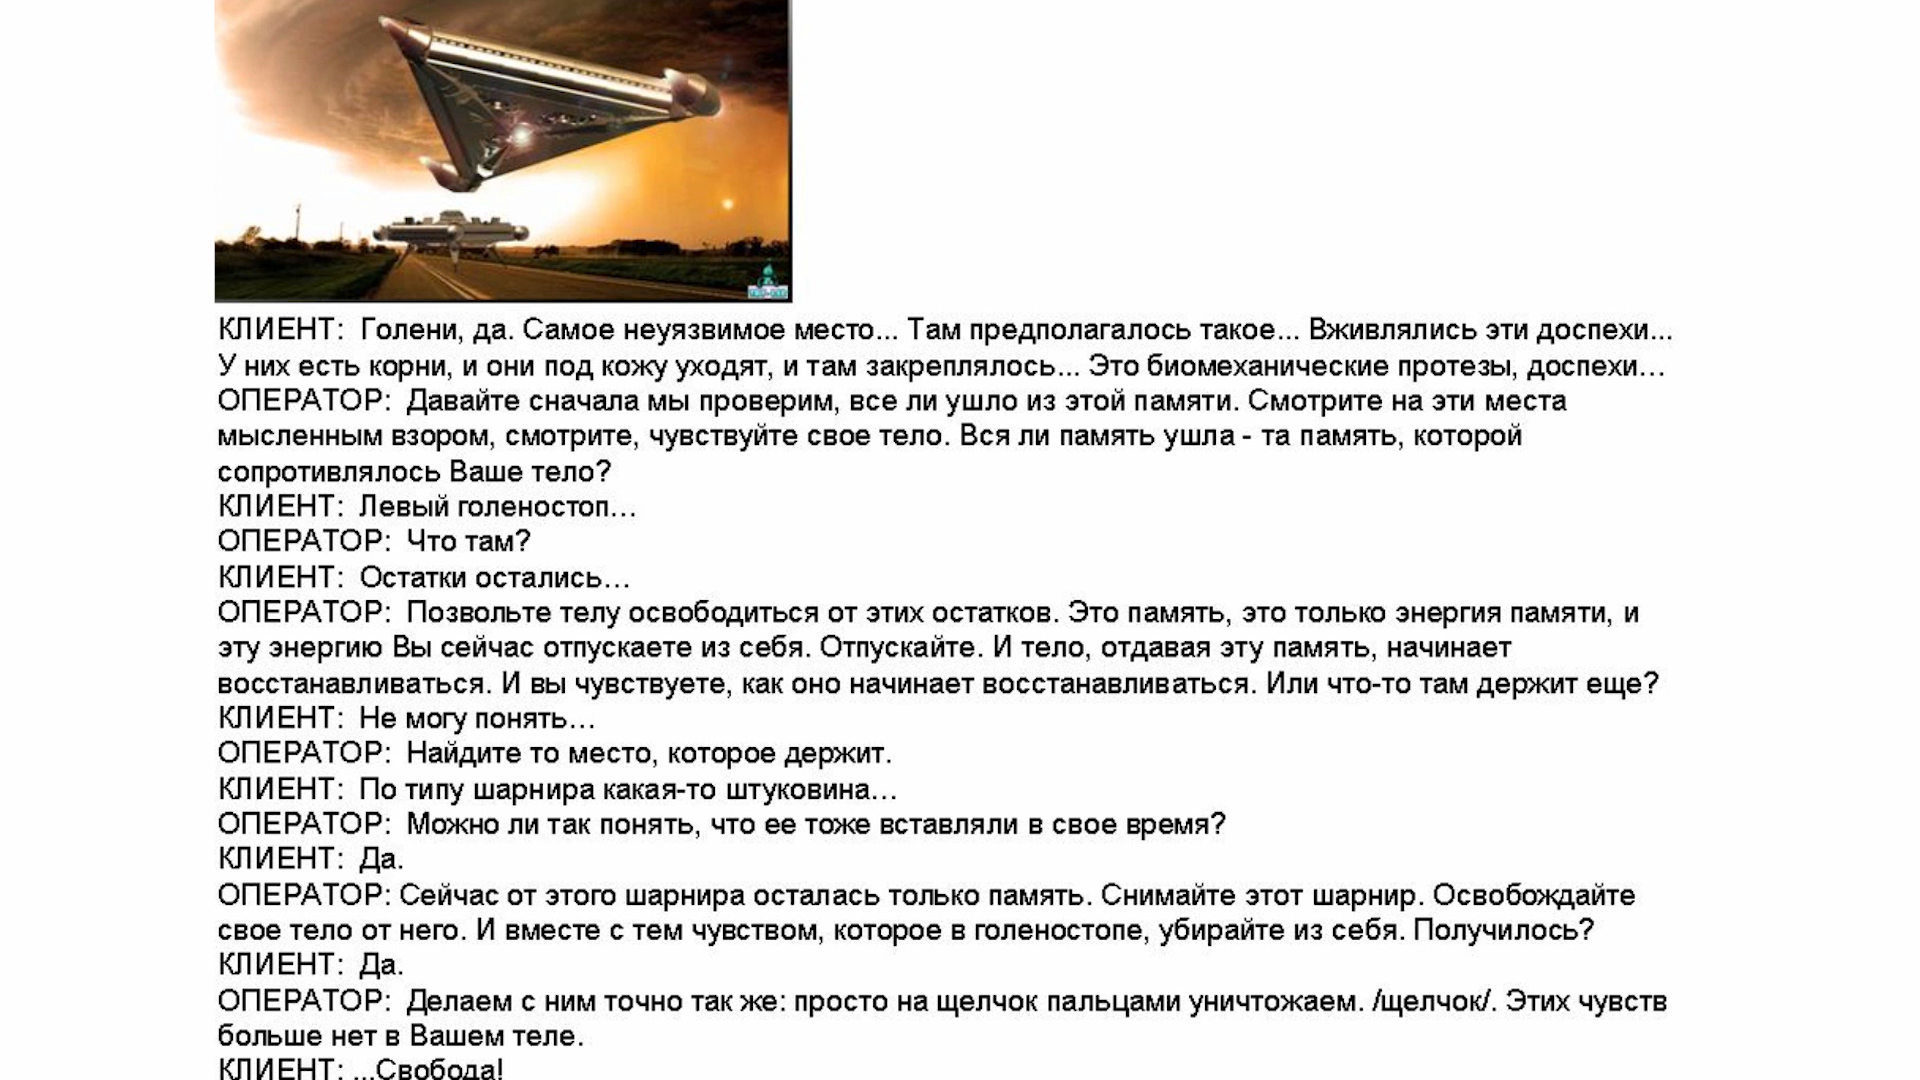 КЛИЕНТ: Голени, да. Самое неуязвимое место... Там предполагалось такое... Вживлялись эти доспехи...
У них есть корни, и они под кожу уходят, и там закреплялось... Это биомеханические протезы, доспехи…
ОПЕРАТОР: Давайте сначала мы проверим, все ли ушло из этой памяти. Смотрите на эти места
мысленным взором, смотрите, чувствуйте свое тело. Вся ли память ушла - та память, которой
сопротивлялось Ваше тело?
КЛИЕНТ: Левый голеностоп…
ОПЕРАТОР: Что там?
КЛИЕНТ: Остатки остались…
ОПЕРАТОР: Позвольте телу освободиться от этих остатков. Это память, это только энергия памяти, и
эту энергию Вы сейчас отпускаете из себя. Отпускайте. И тело, отдавая эту память, начинает
восстанавливаться. И вы чувствуете, как оно начинает восстанавливаться. Или что-то там держит еще?
КЛИЕНТ: Не могу понять…
ОПЕРАТОР: Найдите то место, которое держит.
КЛИЕНТ: По типу шарнира какая-то штуковина…
ОПЕРАТОР: Можно ли так понять, что ее тоже вставляли в свое время?
КЛИЕНТ: Да.
ОПЕРАТОР: Сейчас от этого шарнира осталась только память. Снимайте этот шарнир. Освобождайте
свое тело от него. И вместе с тем чувством, которое в голеностопе, убирайте из себя. Получилось?
КЛИЕНТ: Да.
ОПЕРАТОР: Делаем с ним точно так же: просто на щелчок пальцами уничтожаем. /щелчок/. Этих чувств
больше нет в Вашем теле.
КЛИЕНТ: ...Свобода!